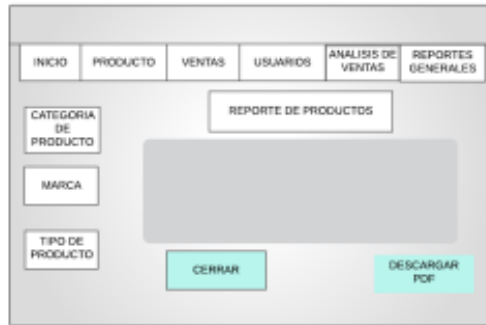 INICIO PRODUCTO VENTAS USUARIOS ANALISIS DE VENTAS REPORTES GENERALES
REPORTE DE PRODUCTOS
CATEGORIA
DE
PRODUCTO
MARCA
TIPO DE
PRODUCTO
CERRAR
DESCARGAR
PDF